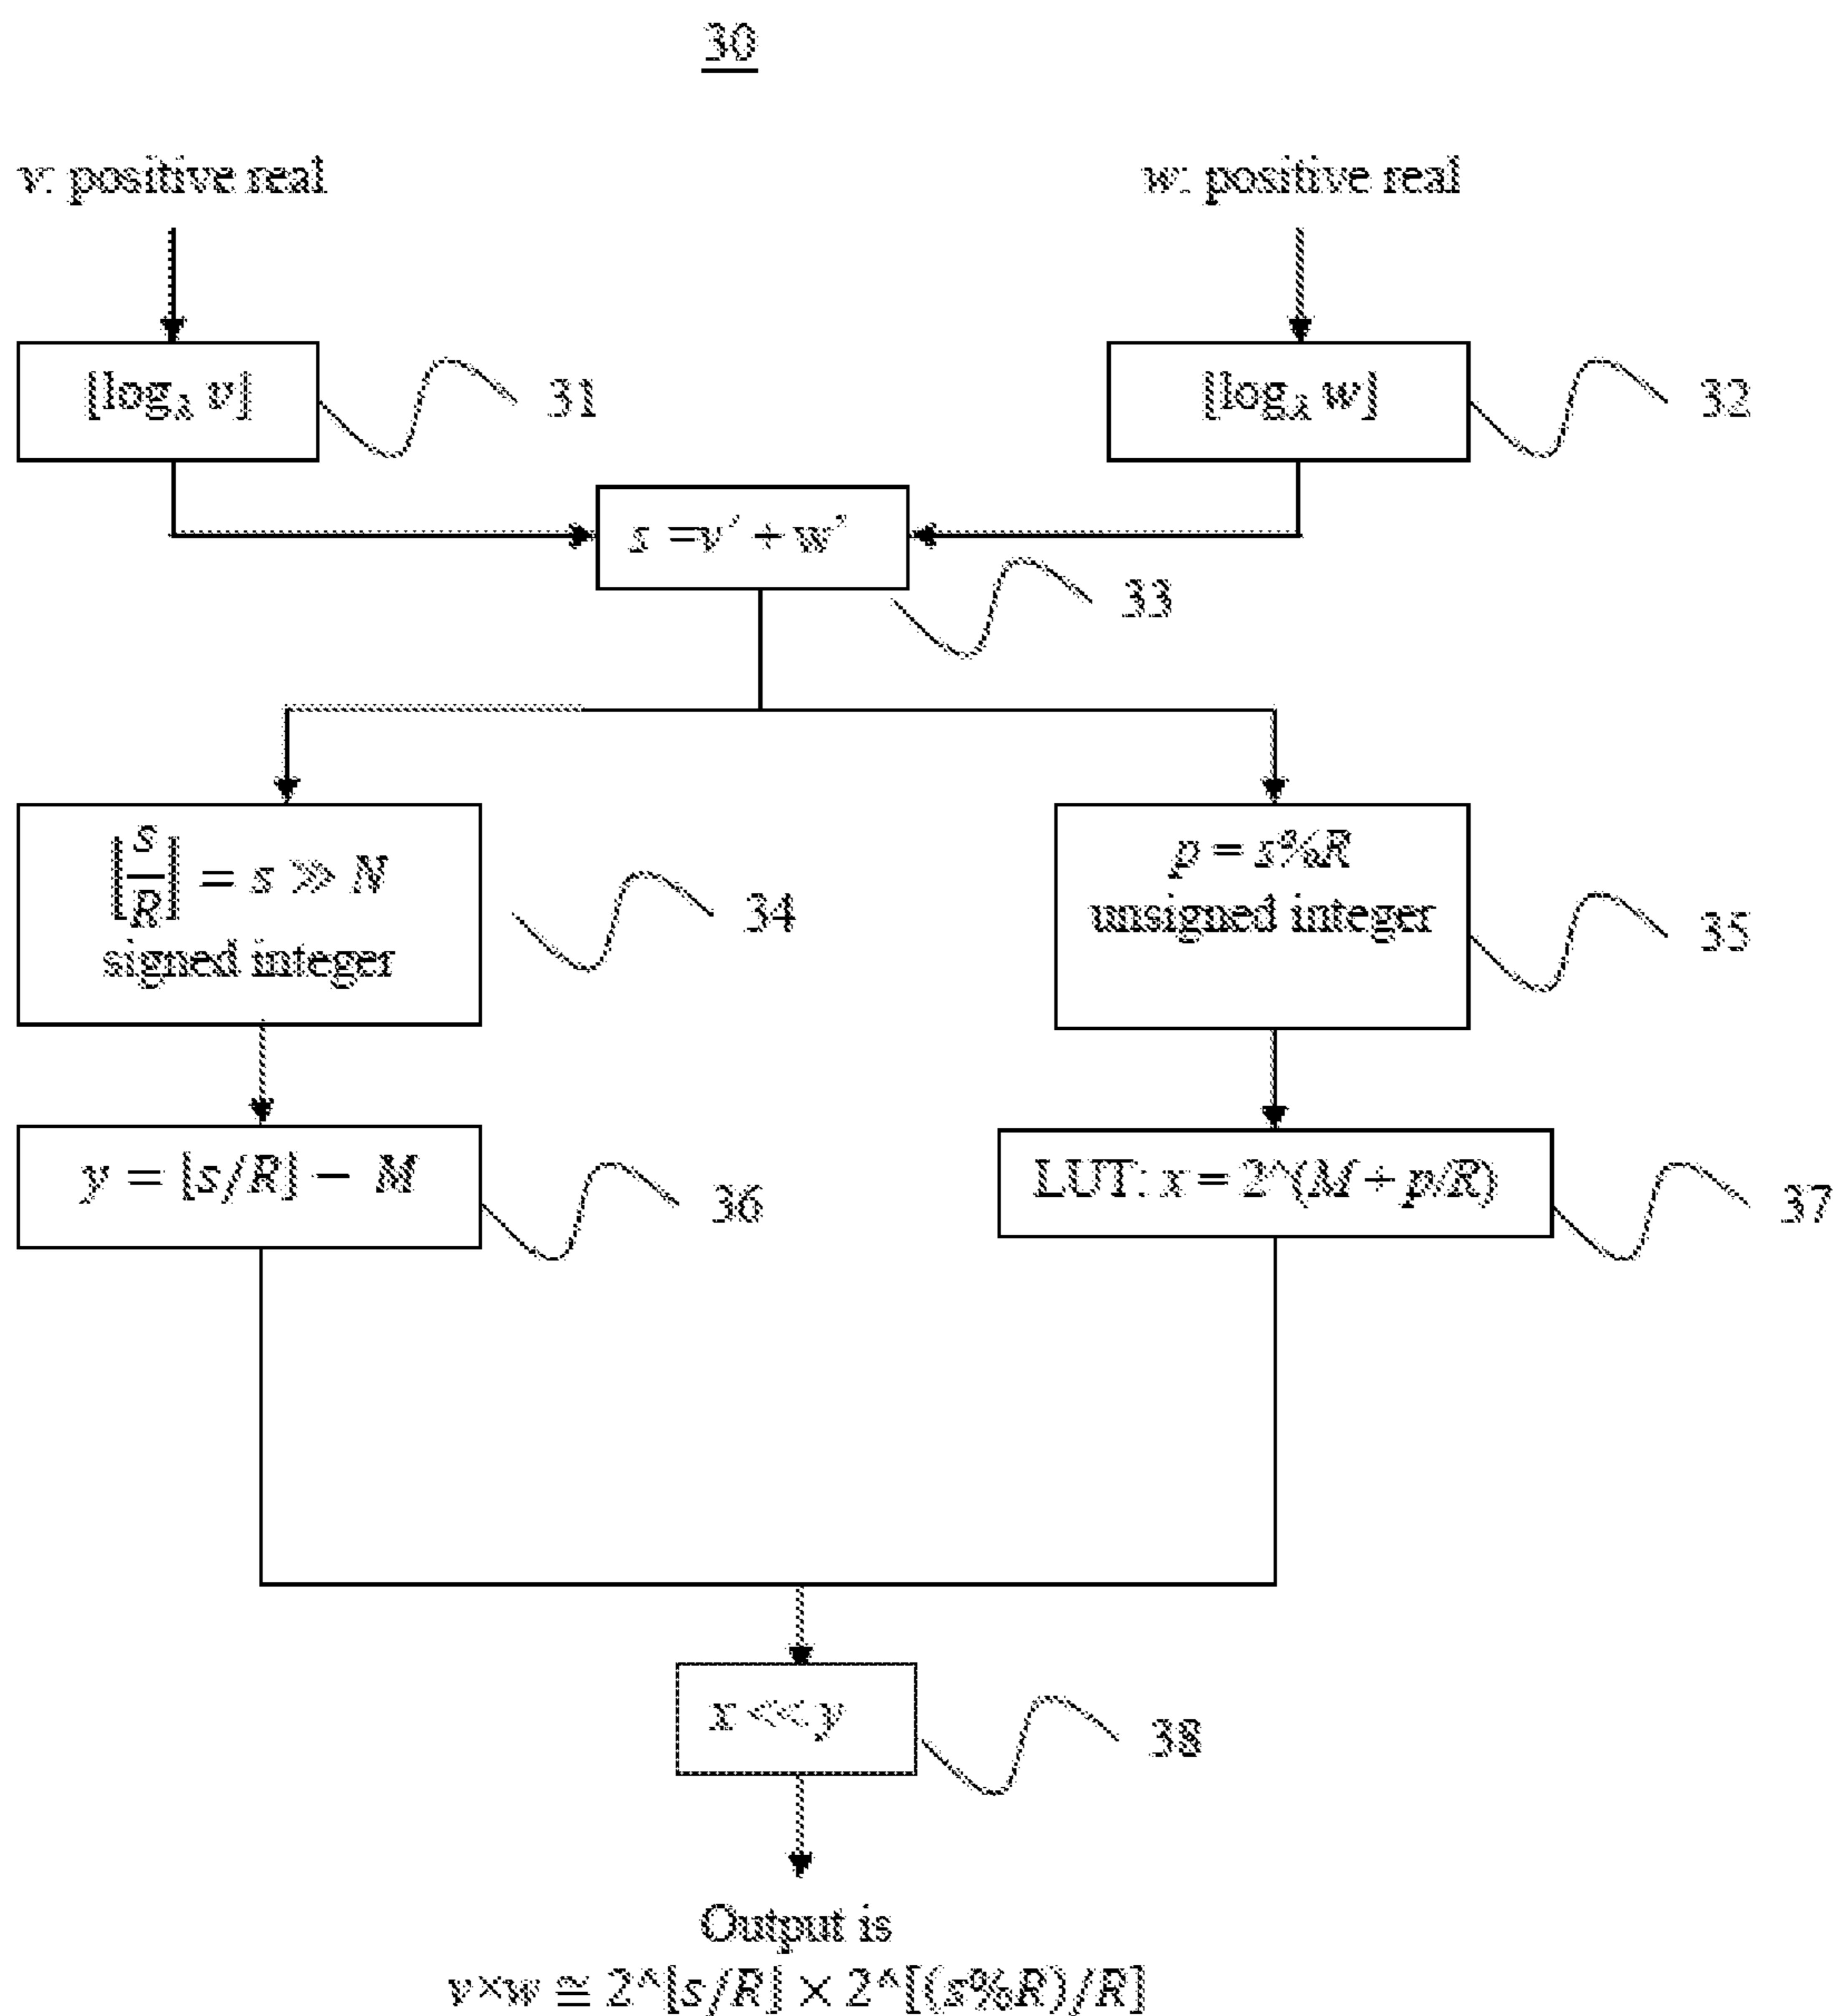 30
v: positive real
w: positive real
[log_λ v]
31
[log_λ w]
32
s =v’ + w’
33
⌊s/R⌋ = s ≫ N
signed integer
34
p = s%R
unsigned integer
35
y = ⌊s/R⌋ − M
36
LUT: x = 2^(M + p/R)
37
x <<y
38
Output is
v×w ≅ 2^⌊s/R⌋ × 2^[(s%R)/R]